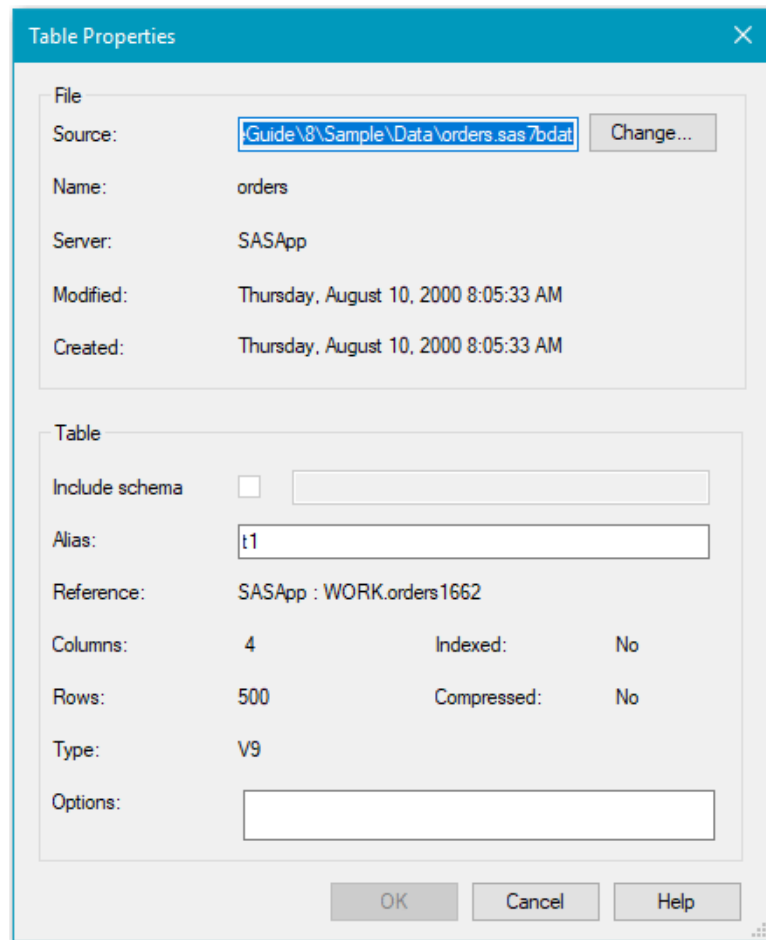 Table Properties
File
Source: :Guide\8\Sample\Data\orders.sas7bdat Change...
Name: orders
Server: SASApp
Modified: Thursday, August 10, 2000 8:05:33 AM
Created: Thursday, August 10, 2000 8:05:33 AM
Table
Include schema
Alias: t1
Reference: SASApp : WORK.orders1662
Columns: 4 Indexed: No
Rows: 500 Compressed: No
Type: V9
Options:
OK Cancel Help